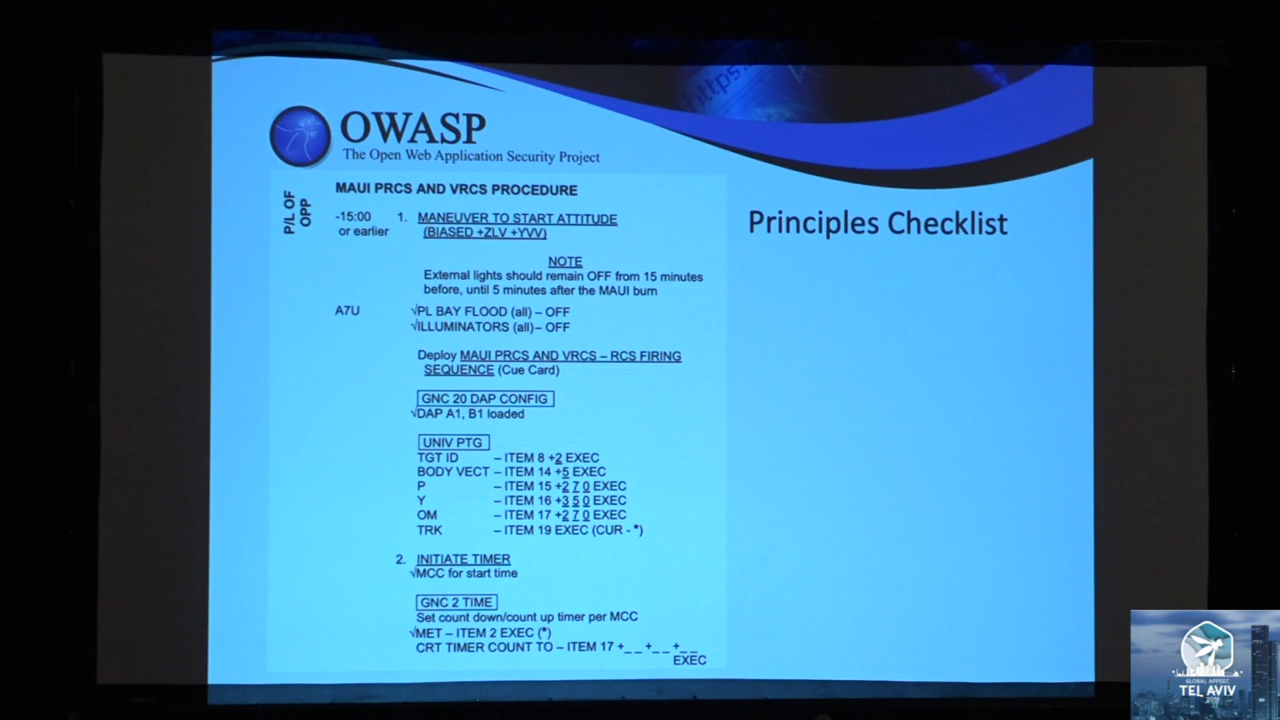 https:
OWASP
The Open Web Application Security Project
P/L OF
OPP
MAUI PRCS AND VRCS PROCEDURE
-15:00 1. MANEUVER TO START ATTITUDE
or earlier (BIASED +ZLV +YVV)
NOTE
External lights should remain OFF from 15 minutes
before, until 5 minutes after the MAUI burn
A7U √PL BAY FLOOD (all) – OFF
√ILLUMINATORS (all) – OFF
Deploy MAUI PRCS AND VRCS – RCS FIRING
SEQUENCE (Cue Card)
GNC 20 DAP CONFIG
√DAP A1, B1 loaded
UNIV PTG
TGT ID – ITEM 8 +2 EXEC
BODY VECT – ITEM 14 +5 EXEC
P – ITEM 15 +2 7 0 EXEC
Y – ITEM 16 +3 5 0 EXEC
OM – ITEM 17 +2 7 0 EXEC
TRK – ITEM 19 EXEC (CUR - *)
2. INITIATE TIMER
√MCC for start time
GNC 2 TIME
Set count down/count up timer per MCC
√MET – ITEM 2 EXEC (*)
CRT TIMER COUNT TO – ITEM 17 +_ _ +_ _ +_ _
EXEC
Principles Checklist
GLOBAL APPSEC
TEL AVIV